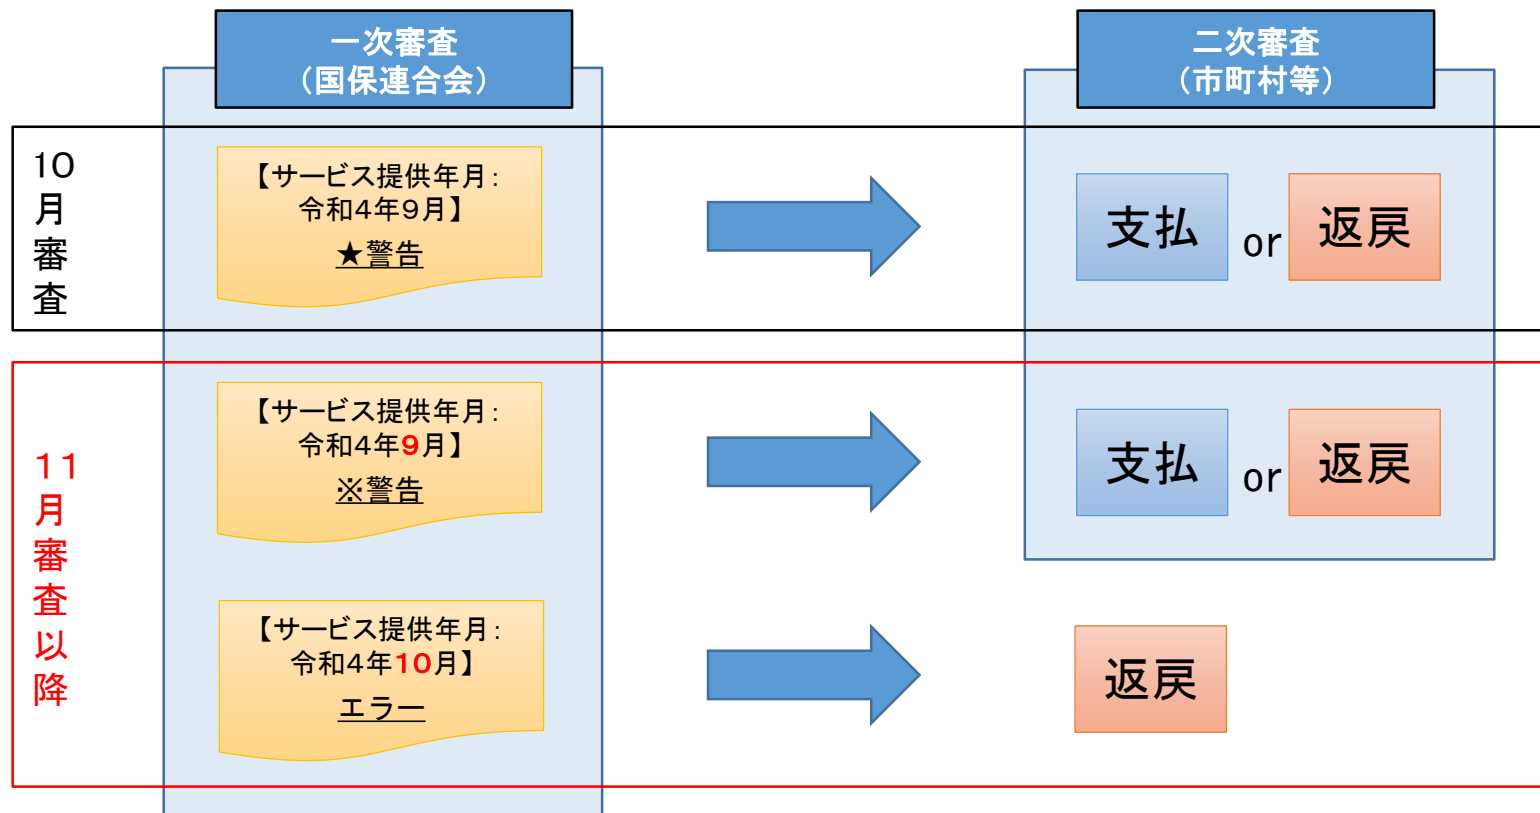 一次審査
（国保連合会）
二次審査
（市町村等）
10
月
審
査
【サービス提供年月：
令和4年9月】
★警告
支払
or
返戻
11
月
審
査
以
降
【サービス提供年月：
令和4年9月】
※警告
支払
or
返戻
【サービス提供年月：
令和4年10月】
エラー
返戻